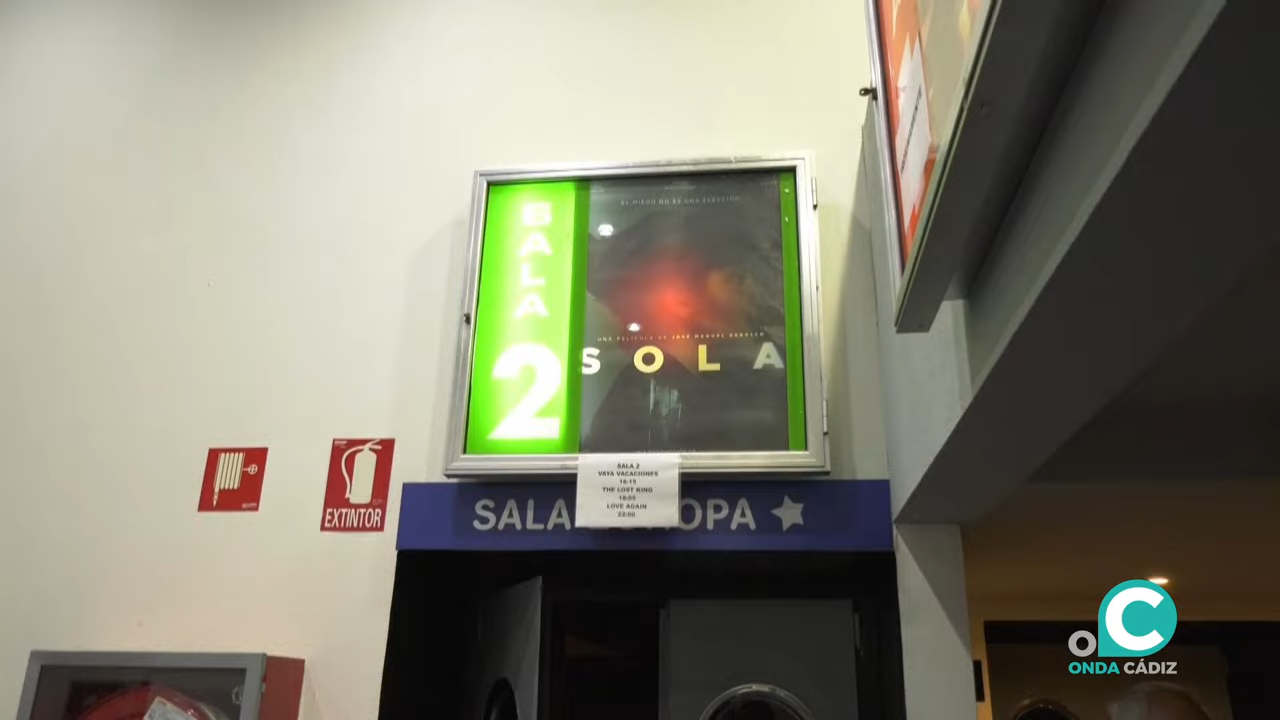 SALA
2
EL MIEDO NO ES UNA ELECCIÓN
UNA PELÍCULA DE JOSÉ MANUEL
SOLA
SALA 2
VAYA VACACIONES
16:15
THE LOST KING
18:05
LOVE AGAIN
22:00
SALA OPA
EXTINTOR
O C
ONDA CÁDIZ